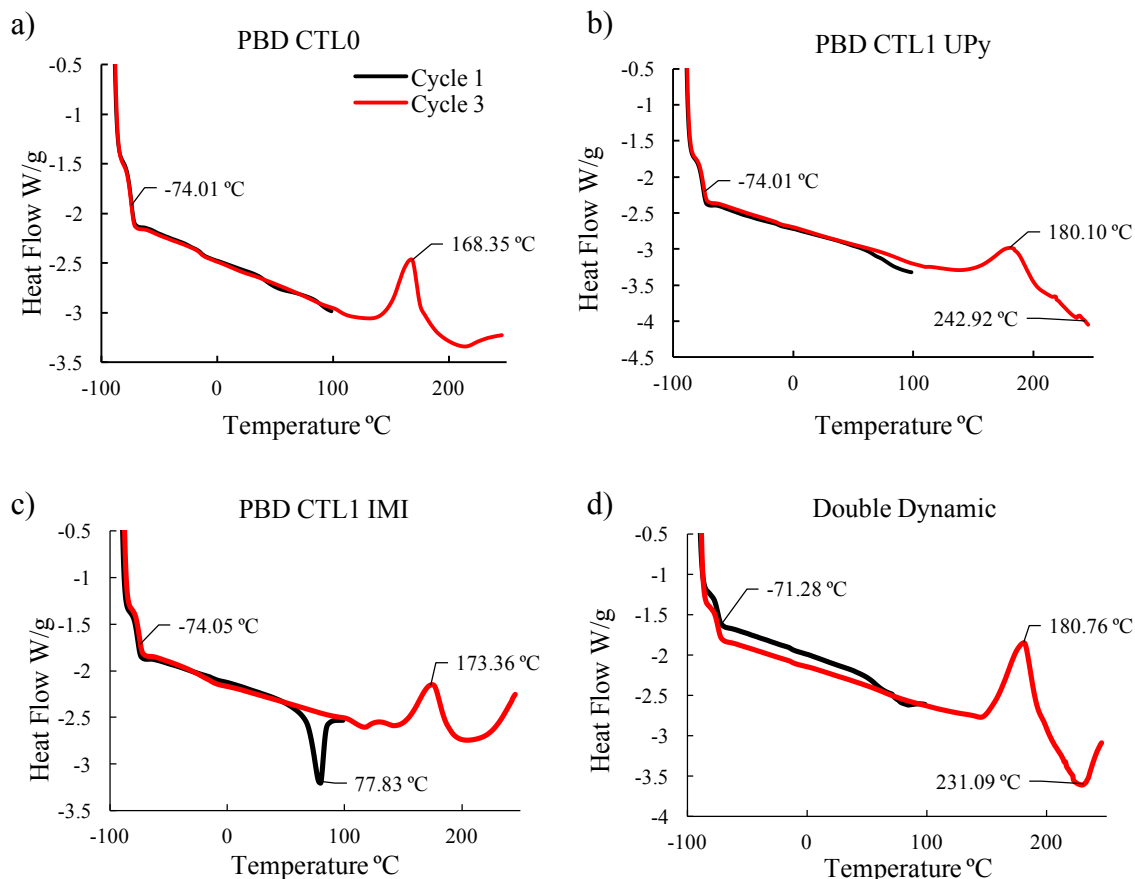 a)
PBD CTL0
Cycle 1
Cycle 3
-0.5
-1
-1.5
-2
-2.5
-3
-3.5
-74.01 ºC
168.35 ºC
-100
0
100
200
Heat Flow W/g
Temperature ºC
b)
PBD CTL1 UPy
-0.5
-1
-1.5
-2
-2.5
-3
-3.5
-4
-4.5
-74.01 ºC
180.10 ºC
242.92 ºC
-100
0
100
200
Heat Flow W/g
Temperature ºC
c)
PBD CTL1 IMI
-0.5
-1
-1.5
-2
-2.5
-3
-3.5
-74.05 ºC
173.36 ºC
77.83 ºC
-100
0
100
200
Heat Flow W/g
Temperature ºC
d)
Double Dynamic
-0.5
-1
-1.5
-2
-2.5
-3
-3.5
-4
-71.28 ºC
180.76 ºC
231.09 ºC
-100
0
100
200
Heat Flow W/g
Temperature ºC